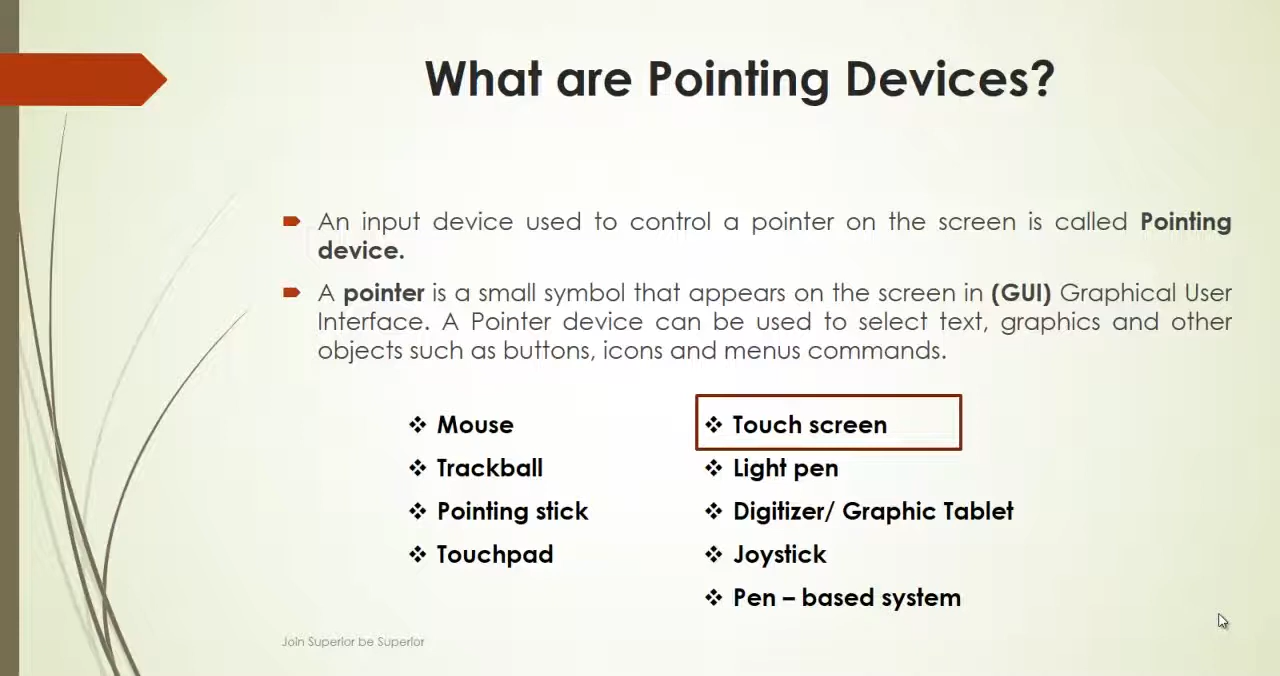 What are Pointing Devices?
An input device used to control a pointer on the screen is called Pointing
device.
A pointer is a small symbol that appears on the screen in (GUI) Graphical User
Interface. A Pointer device can be used to select text, graphics and other
objects such as buttons, icons and menus commands.
❖ Mouse
❖ Trackball
❖ Pointing stick
❖ Touchpad
❖ Touch screen
❖ Light pen
❖ Digitizer/ Graphic Tablet
❖ Joystick
❖ Pen – based system
Join Superior be Superior